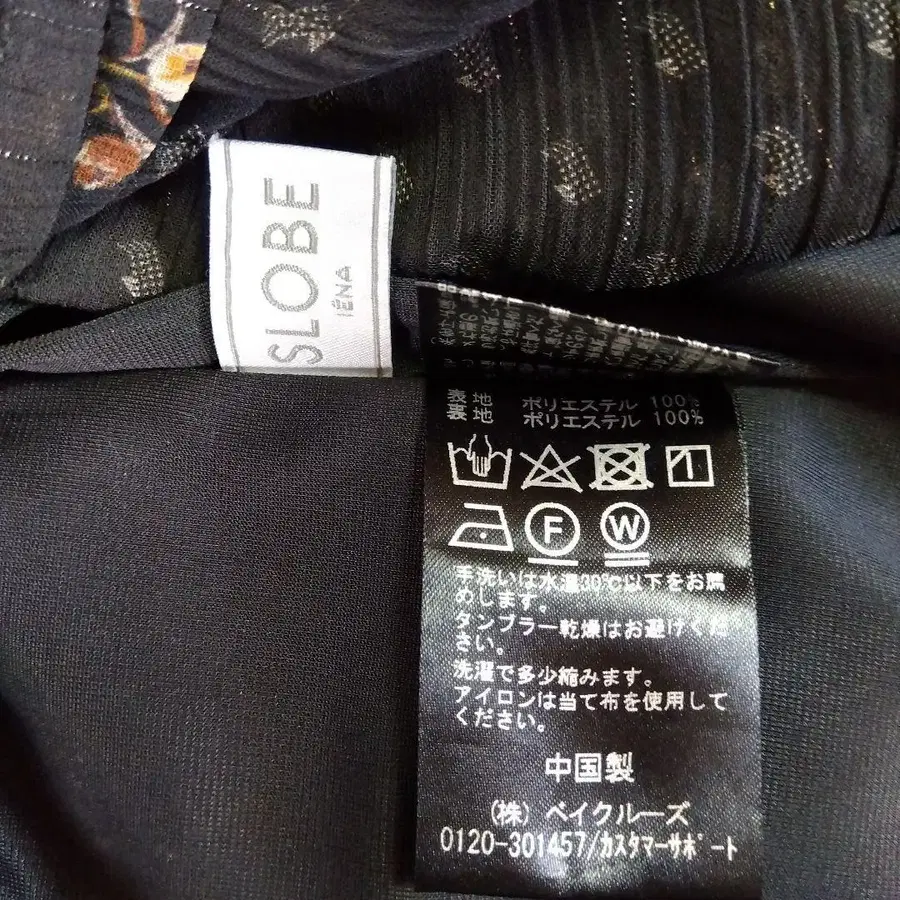 SLOBE
IÉNA
表地 ポリエステル 100%
裏地 ポリエステル 100%
F W
手洗いは水温30℃以下をお薦
めします。
タンブラー乾燥はお避けくだ
さい。
洗濯で多少縮みます。
アイロンは当て布を使用して
ください。
中国製
(株) ベイクルーズ
0120-301457/カスタマーサポート